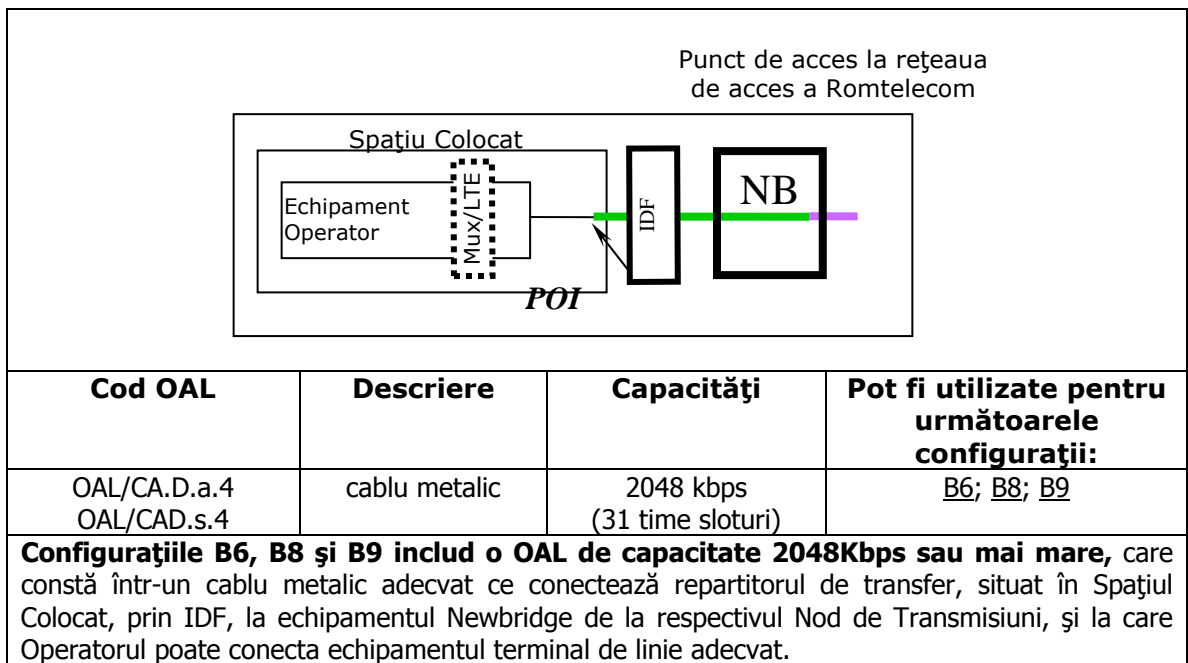 Punct de acces la reţeaua
de acces a Romtelecom
Spaţiu Colocat
Echipament
Operator
Mux/LTE
IDF
NB
POI
Cod OAL
Descriere
Capacităţi
Pot fi utilizate pentru
următoarele
configuraţii:
OAL/CA.D.a.4
OAL/CAD.s.4
cablu metalic
2048 kbps
(31 time sloturi)
B6; B8; B9
Configuraţiile B6, B8 şi B9 includ o OAL de capacitate 2048Kbps sau mai mare, care
constă într-un cablu metalic adecvat ce conectează repartitorul de transfer, situat în Spaţiul
Colocat, prin IDF, la echipamentul Newbridge de la respectivul Nod de Transmisiuni, şi la care
Operatorul poate conecta echipamentul terminal de linie adecvat.